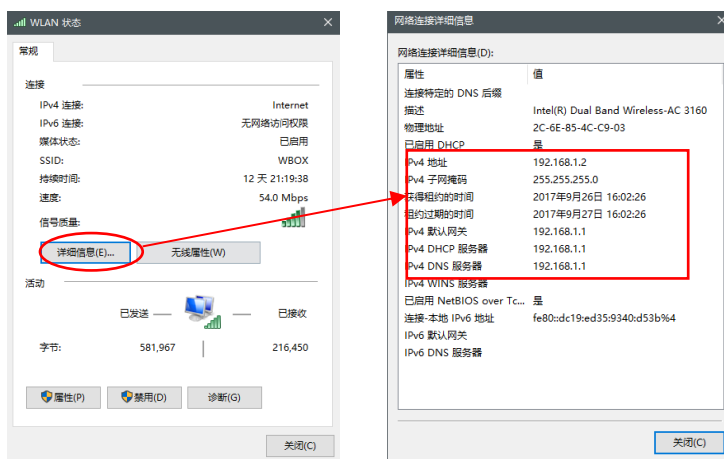 WLAN 状态
常规
连接
IPv4 连接: Internet
IPv6 连接: 无网络访问权限
媒体状态: 已启用
SSID: WBOX
持续时间: 12 天 21:19:38
速度: 54.0 Mbps
信号质量:
详细信息(E)... 无线属性(W)
活动
已发送 已接收
字节: 581,967 216,450
属性(P) 禁用(D) 诊断(G)
关闭(C)
网络连接详细信息
网络连接详细信息(D):
属性 值
连接特定的 DNS 后缀
描述 Intel(R) Dual Band Wireless-AC 3160
物理地址 2C-6E-85-4C-C9-03
已启用 DHCP 是
IPv4 地址 192.168.1.2
IPv4 子网掩码 255.255.255.0
获得租约的时间 2017年9月26日 16:02:26
租约过期的时间 2017年9月27日 16:02:26
IPv4 默认网关 192.168.1.1
IPv4 DHCP 服务器 192.168.1.1
IPv4 DNS 服务器 192.168.1.1
IPv4 WINS 服务器
已启用 NetBIOS over Tc... 是
连接-本地 IPv6 地址 fe80::dc19:ed35:9340:d53b%4
IPv6 默认网关
IPv6 DNS 服务器
关闭(C)